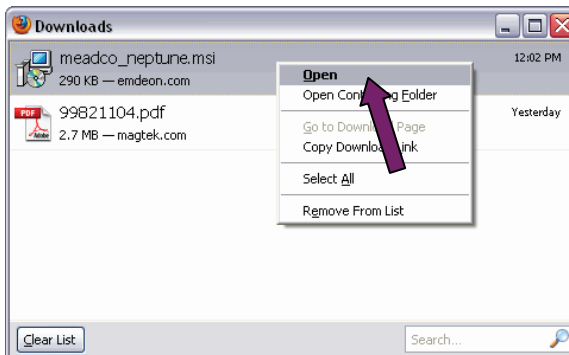 Downloads
meadco_neptune.msi
12:02 PM
290 KB — emdeon.com
Open
Open Folder
PDF
99821104.pdf
Yesterday
Adobe
2.7 MB — magtek.com
Go to Page
Copy
Select All
Remove From List
Clear List
Search...